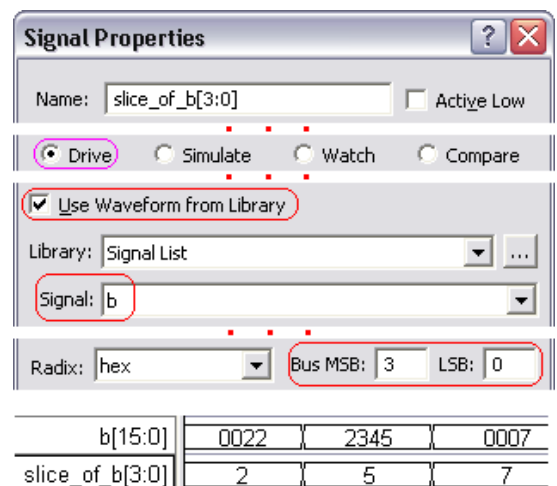 Signal Properties ?
Name: slice_of_b[3:0] Active Low
Drive Simulate Watch Compare
Use Waveform from Library
Library: Signal List ...
Signal: b
Radix: hex Bus MSB: 3 LSB: 0
b[15:0] 0022 2345 0007
slice_of_b[3:0] 2 5 7